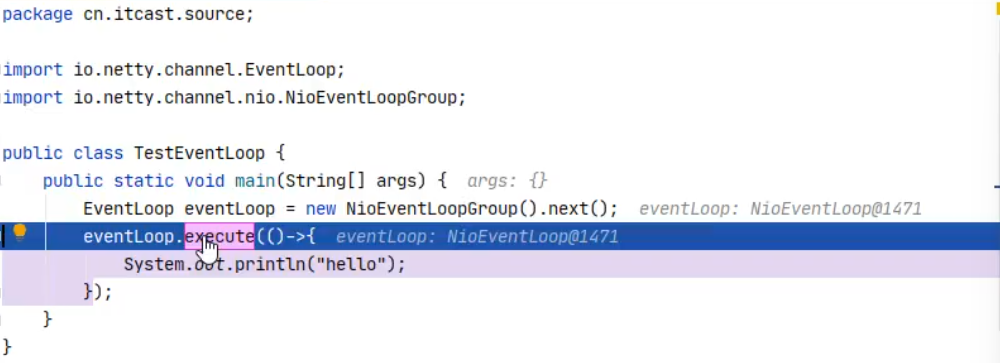 package cn.itcast.source;
import io.netty.channel.EventLoop;
import io.netty.channel.nio.NioEventLoopGroup;
public class TestEventLoop {
public static void main(String[] args) { args: {}
EventLoop eventLoop = new NioEventLoopGroup().next(); eventLoop: NioEventLoop@1471
eventLoop.execute(()->{ eventLoop: NioEventLoop@1471
System.out.println("hello");
});
}
}